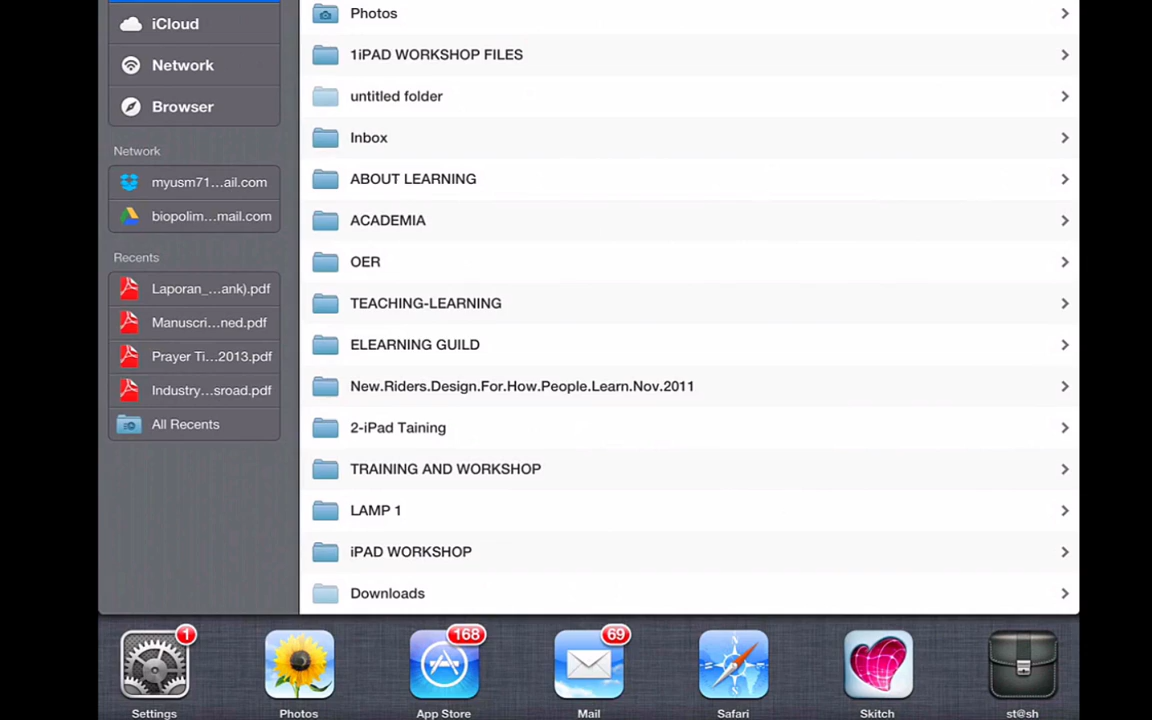 iCloud
Network
Browser
Network
myusm71...ail.com
biopolim...mail.com
Recents
Laporan_...ank).pdf
Manuscri...ned.pdf
Prayer Ti...2013.pdf
Industry...sroad.pdf
All Recents
Photos
1iPAD WORKSHOP FILES
untitled folder
Inbox
ABOUT LEARNING
ACADEMIA
OER
TEACHING-LEARNING
ELEARNING GUILD
New.Riders.Design.For.How.People.Learn.Nov.2011
2-iPad Taining
TRAINING AND WORKSHOP
LAMP 1
iPAD WORKSHOP
Downloads
1
168
69
Settings
Photos
App Store
Mail
Safari
Skitch
st@sh